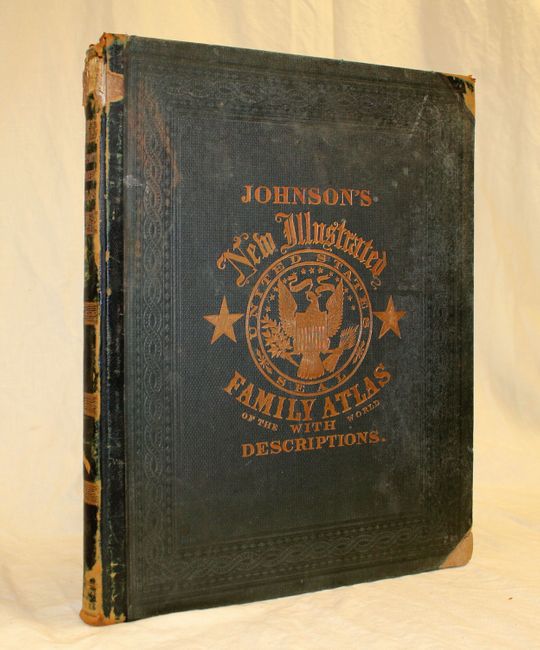 JOHNSON'S
New Illustrated
UNITED STATES
SEAL
FAMILY ATLAS
OF THE WORLD
WITH
DESCRIPTIONS.